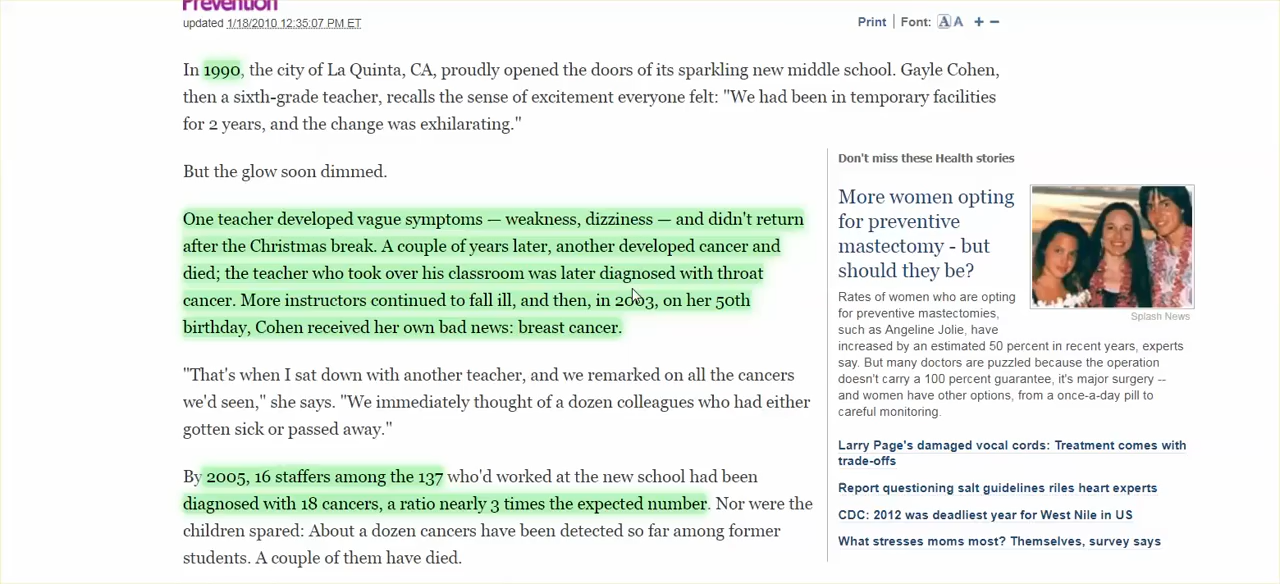 Prevention
updated 1/18/2010 12:35:07 PM ET
Print | Font: A A + −
In 1990, the city of La Quinta, CA, proudly opened the doors of its sparkling new middle school. Gayle Cohen,
then a sixth-grade teacher, recalls the sense of excitement everyone felt: "We had been in temporary facilities
for 2 years, and the change was exhilarating."
But the glow soon dimmed.
One teacher developed vague symptoms — weakness, dizziness — and didn't return
after the Christmas break. A couple of years later, another developed cancer and
died; the teacher who took over his classroom was later diagnosed with throat
cancer. More instructors continued to fall ill, and then, in 2003, on her 50th
birthday, Cohen received her own bad news: breast cancer.
"That's when I sat down with another teacher, and we remarked on all the cancers
we'd seen," she says. "We immediately thought of a dozen colleagues who had either
gotten sick or passed away."
By 2005, 16 staffers among the 137 who'd worked at the new school had been
diagnosed with 18 cancers, a ratio nearly 3 times the expected number. Nor were the
children spared: About a dozen cancers have been detected so far among former
students. A couple of them have died.
Don't miss these Health stories
More women opting
for preventive
mastectomy - but
should they be?
Splash News
Rates of women who are opting
for preventive mastectomies,
such as Angeline Jolie, have
increased by an estimated 50 percent in recent years, experts
say. But many doctors are puzzled because the operation
doesn't carry a 100 percent guarantee, it's major surgery --
and women have other options, from a once-a-day pill to
careful monitoring.
Larry Page's damaged vocal cords: Treatment comes with
trade-offs
Report questioning salt guidelines riles heart experts
CDC: 2012 was deadliest year for West Nile in US
What stresses moms most? Themselves, survey says